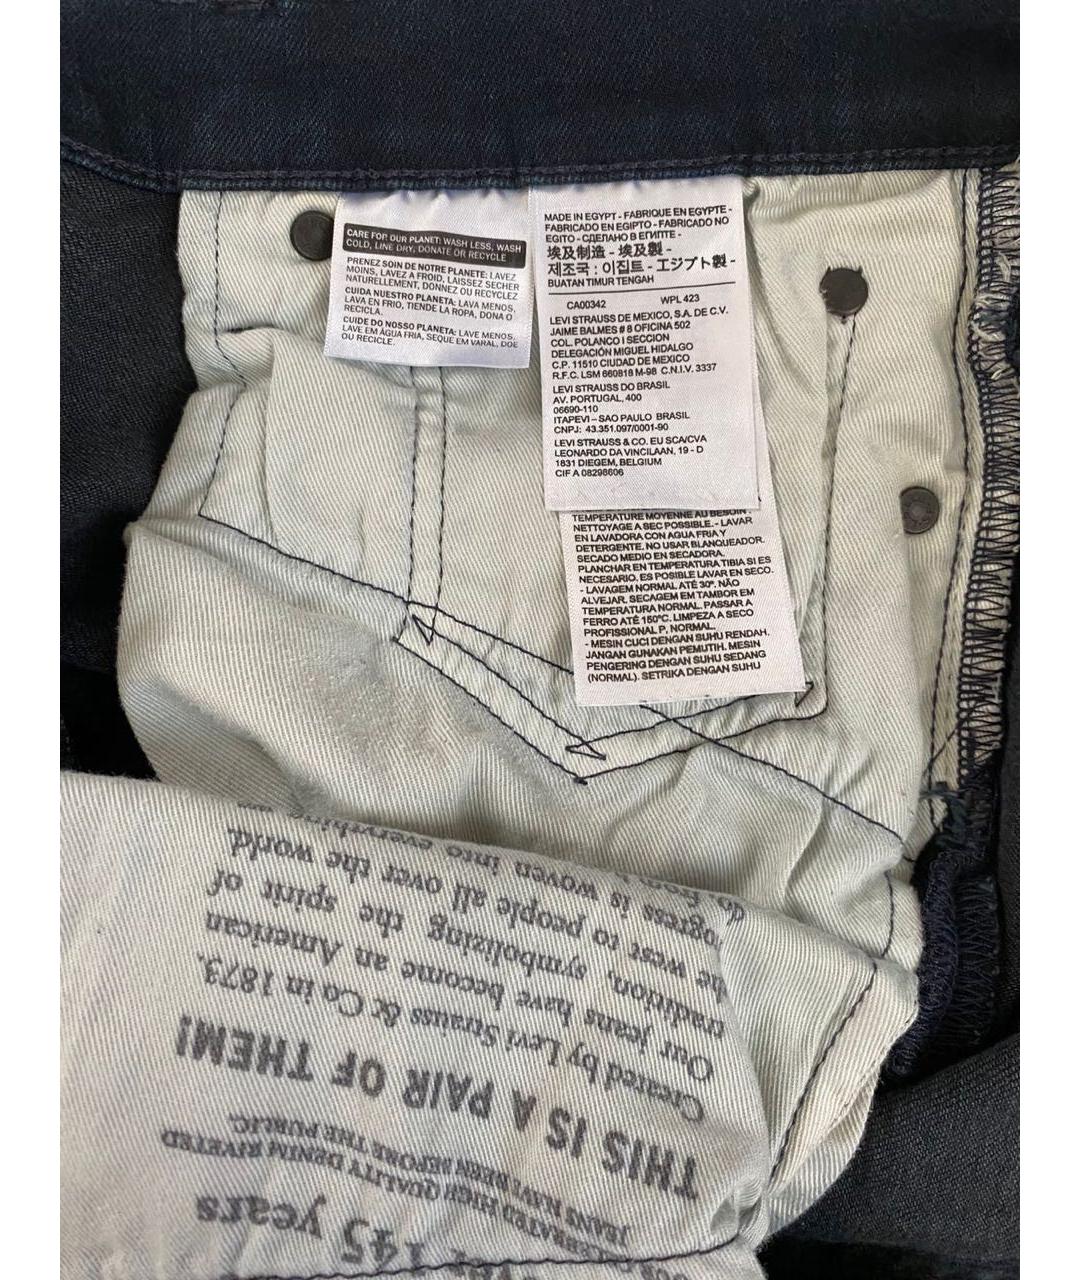 CARE FOR OUR PLANET: WASH LESS, WASH
COLD, LINE DRY, DONATE OR RECYCLE
PRENEZ SOIN DE NOTRE PLANETE: LAVEZ
MOINS, LAVEZ A FROID, LAISSEZ SECHER
NATURELLEMENT, DONNEZ OU RECYCLEZ
CUIDA NUESTRO PLANETA: LAVA MENOS,
LAVA EN FRIO, TIENDE LA ROPA, DONA O
RECICLA.
CUIDE DO NOSSO PLANETA: LAVE MENOS,
LAVE EM ÁGUA FRIA, SEQUE EM VARAL, DOE
OU RECICLE.
MADE IN EGYPT - FABRIQUE EN EGYPTE -
FABRICADO EN EGIPTO - FABRICADO NO
EGITO - СДЕЛАНО В ЕГИПТЕ -
埃及制造 - 埃及製 -
제조국 : 이집트 - エジプト製 -
BUATAN TIMUR TENGAH
CA00342 WPL 423
LEVI STRAUSS DE MEXICO, S.A. DE C.V.
JAIME BALMES # 8 OFICINA 502
COL. POLANCO I SECCION
DELEGACIÓN MIGUEL HIDALGO
C.P. 11510 CIUDAD DE MEXICO
R.F.C. LSM 660818 M-98 C.N.I.V. 3337
LEVI STRAUSS DO BRASIL
AV. PORTUGAL, 400
06690-110
ITAPEVI – SAO PAULO BRASIL
CNPJ: 43.351.097/0001-90
LEVI STRAUSS & CO. EU SCA/CVA
LEONARDO DA VINCILAAN, 19 - D
1831 DIEGEM, BELGIUM
CIF A 08298606
TEMPERATURE MOYENNE AU BESOIN.
NETTOYAGE A SEC POSSIBLE. - LAVAR
EN LAVADORA CON AGUA FRIA Y
DETERGENTE. NO USAR BLANQUEADOR.
SECADO MEDIO EN SECADORA.
PLANCHAR EN TEMPERATURA TIBIA SI ES
NECESARIO. ES POSIBLE LAVAR EN SECO.
- LAVAGEM NORMAL ATÉ 30º. NÃO
ALVEJAR. SECAGEM EM TAMBOR EM
TEMPERATURA NORMAL. PASSAR A
FERRO ATÉ 150ºC. LIMPEZA A SECO
PROFISSIONAL P, NORMAL.
- MESIN CUCI DENGAN SUHU RENDAH.
JANGAN GUNAKAN PEMUTIH. MESIN
PENGERING DENGAN SUHU SEDANG
(NORMAL). SETRIKA DENGAN SUHU
145 years
HIGH QUALITY DENIM RIVETED
JEANS HAVE BEEN BEFORE THE PUBLIC.
THIS IS A PAIR OF THEM!
Created by Levi Strauss & Co in 1873.
Our jeans have become an American
tradition, symbolizing the spirit of
the west to people all over the world.
is woven into everything